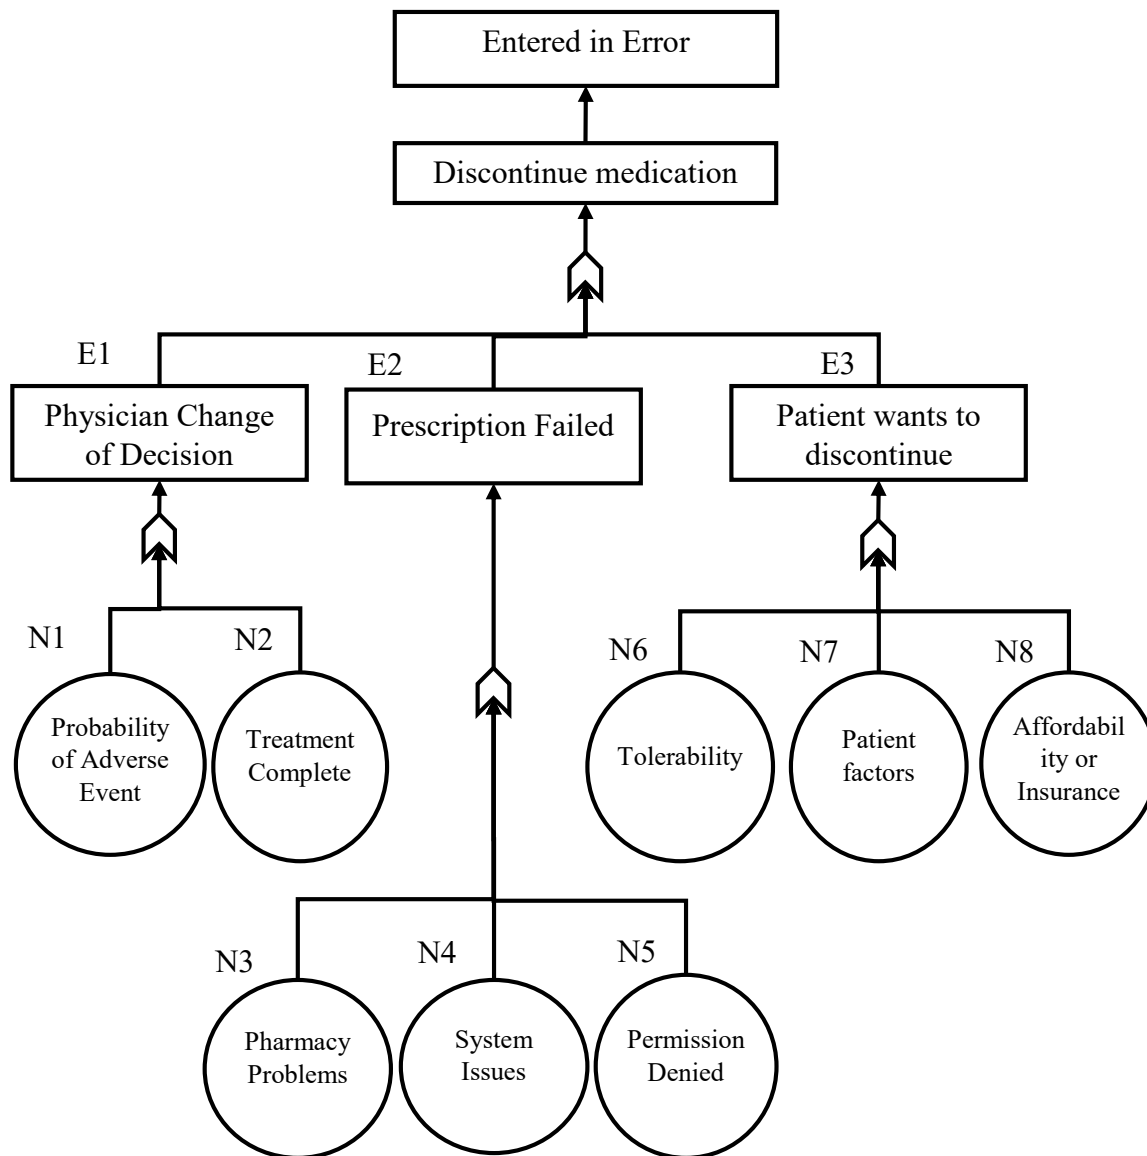 Entered in Error
Discontinue medication
E1
E2
E3
Physician Change
of Decision
Prescription Failed
Patient wants to
discontinue
N1
N2
N6
N7
N8
Probability
of Adverse
Event
Treatment
Complete
Tolerability
Patient
factors
Affordabil
ity or
Insurance
N3
N4
N5
Pharmacy
Problems
System
Issues
Permission
Denied